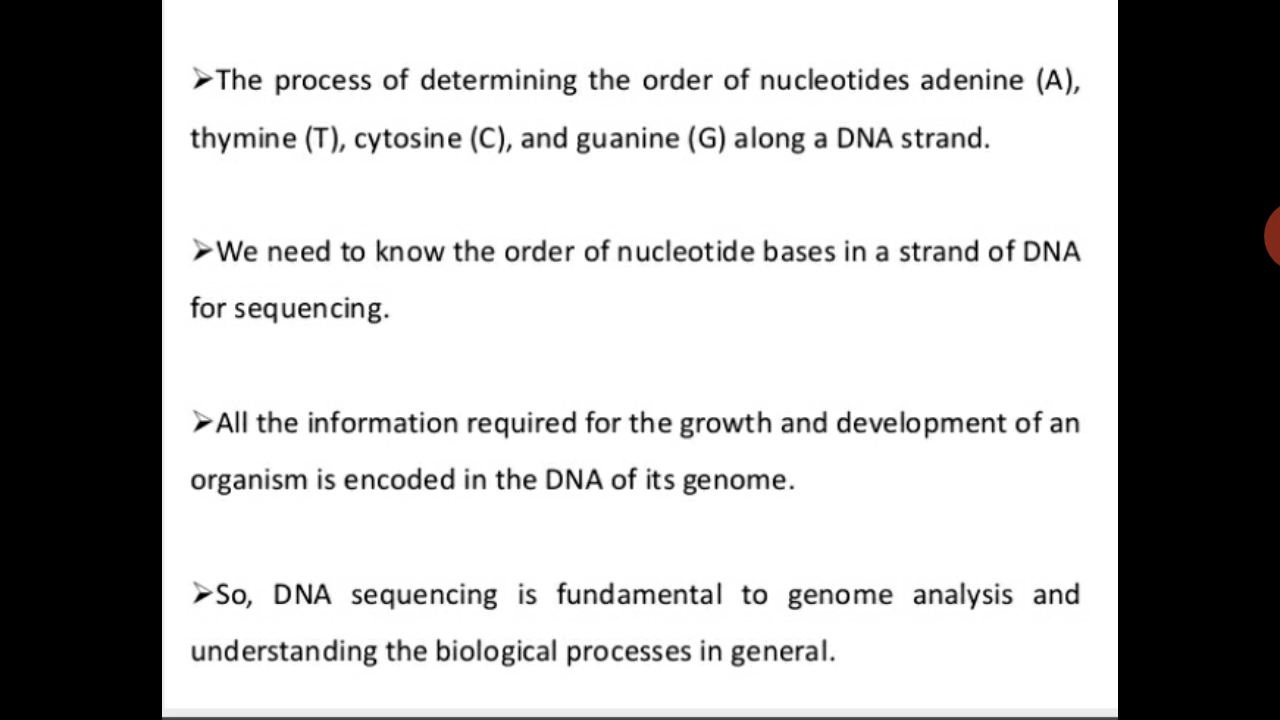 ➢The process of determining the order of nucleotides adenine (A),
thymine (T), cytosine (C), and guanine (G) along a DNA strand.
➢We need to know the order of nucleotide bases in a strand of DNA
for sequencing.
➢All the information required for the growth and development of an
organism is encoded in the DNA of its genome.
➢So, DNA sequencing is fundamental to genome analysis and
understanding the biological processes in general.